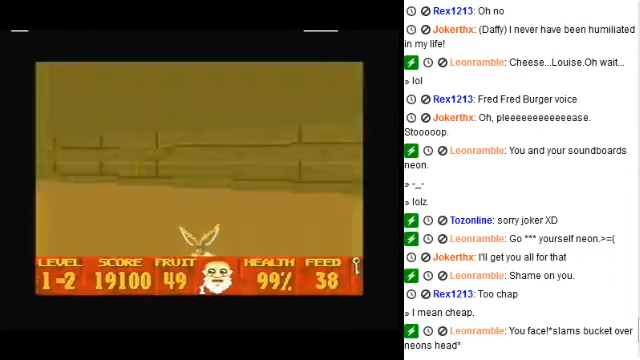 LEVEL SCORE FRUIT HEALTH FEED
1-2 19100 49 99% 38
Rex1213: Oh no
Jokerthx: (Daffy) I never have been humiliated
in my life!
Leonramble: Cheese...Louise.Oh wait...
» lol
Rex1213: Fred Fred Burger voice
Jokerthx: Oh, pleeeeeeeeeeease.
Stooooop.
Leonramble: You and your soundboards
neon.
» -_-
» lolz
Tozonline: sorry joker XD
Leonramble: Go *** yourself neon.>=(
Jokerthx: I'll get you all for that
Leonramble: Shame on you.
Rex1213: Too chap
» I mean cheap.
Leonramble: You face!*slams bucket over
neons head*